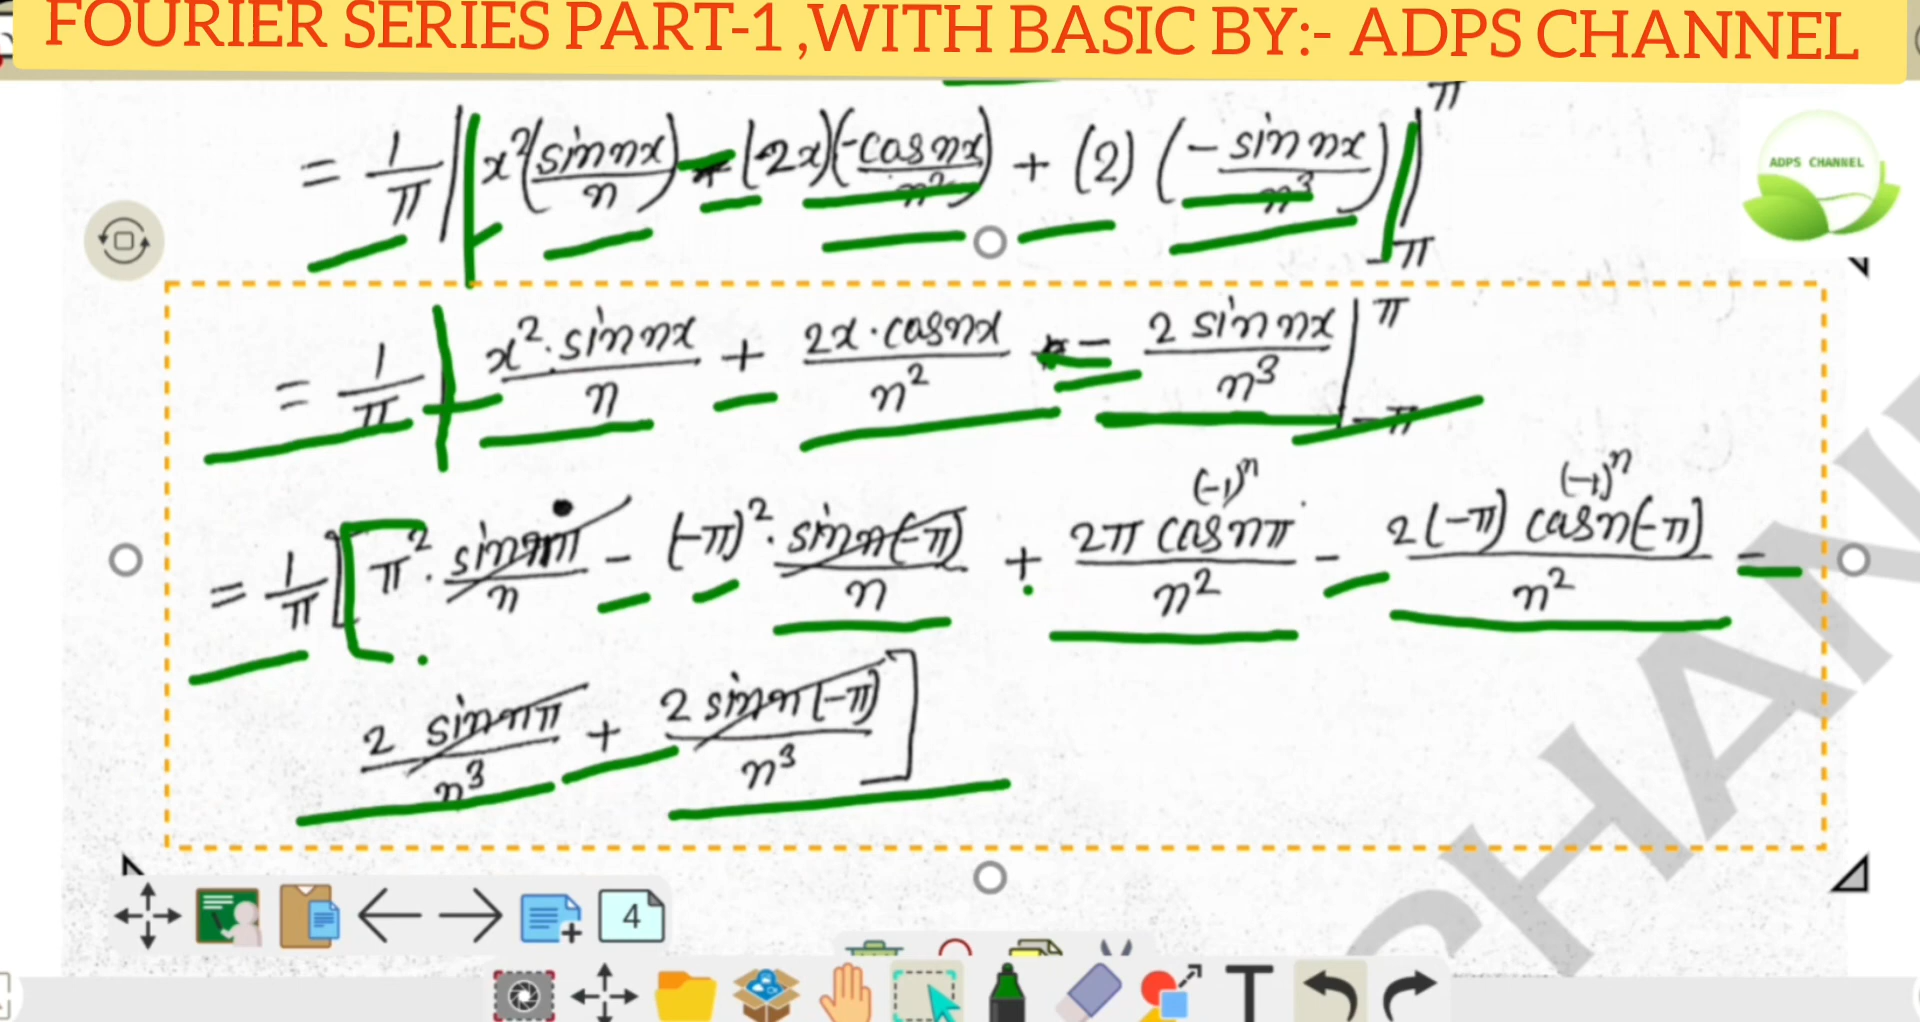 FOURIER SERIES PART-1 ,WITH BASIC BY:- ADPS CHANNEL
= 1/π | x² (sin nx / n) - (2x) (-cos nx / n²) + (2) (- sin nx / n³) | π -π
ADPS CHANNEL
= 1/π | x² · sin nx / n + 2x · cos nx / n² - 2 sin nx / n³ | π -π
(-1)ⁿ (-1)ⁿ
= 1/π [ π² · sin nπ / n - (-π)² · sin n(-π) / n + 2π cos nπ / n² - 2(-π) cos n(-π) / n² -
2 sin nπ / n³ + 2 sin n(-π) / n³ ]
4
T